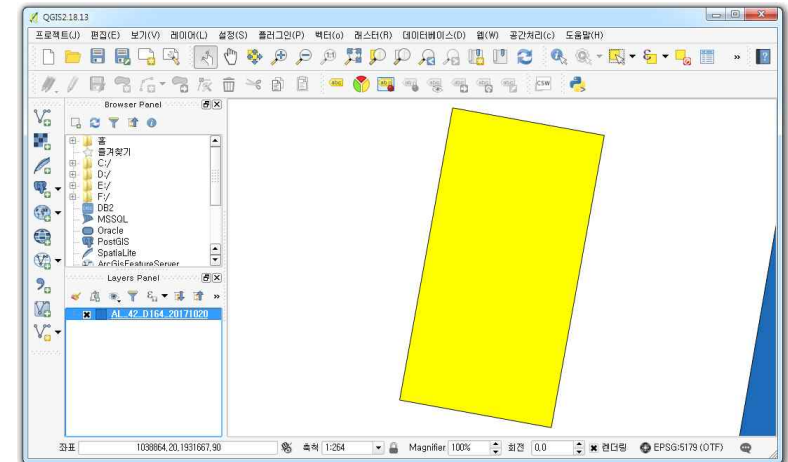 QGIS2.18.13
프로젝트(J) 편집(E) 보기(V) 레이어(L) 설정(S) 플러그인(P) 벡터(o) 래스터(R) 데이터베이스(D) 웹(W) 공간처리(c) 도움말(H)
abc CSW
Browser Panel
홈
즐겨찾기
C:/
D:/
E:/
F:/
DB2
MSSQL
Oracle
PostGIS
SpatiaLite
ArcGisFeatureServer
Layers Panel
AL_42_D164_20171020
좌표 1038864.20,1931667.90 축척 1:264 Magnifier 100% 회전 0.0 렌더링 EPSG:5179 (OTF)